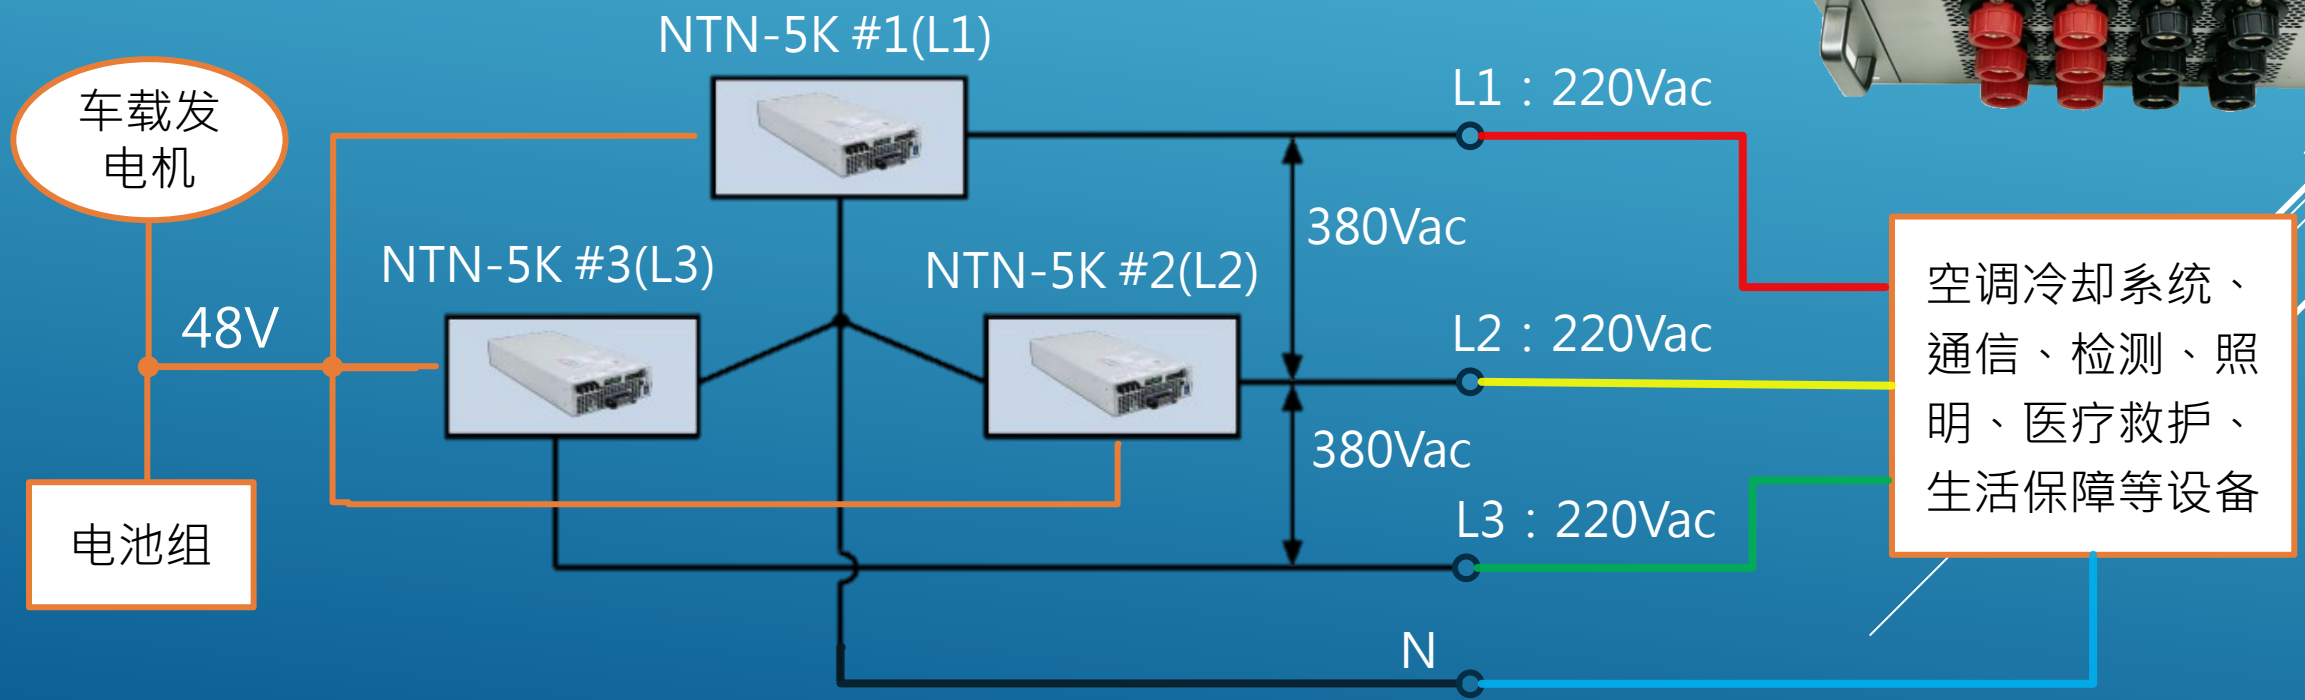 NTN-5K #1(L1)
车载发
电机
L1：220Vac
380Vac
NTN-5K #3(L3)
NTN-5K #2(L2)
48V
空调冷却系统、
通信、检测、照
明、医疗救护、
生活保障等设备
L2：220Vac
380Vac
电池组
L3：220Vac
N